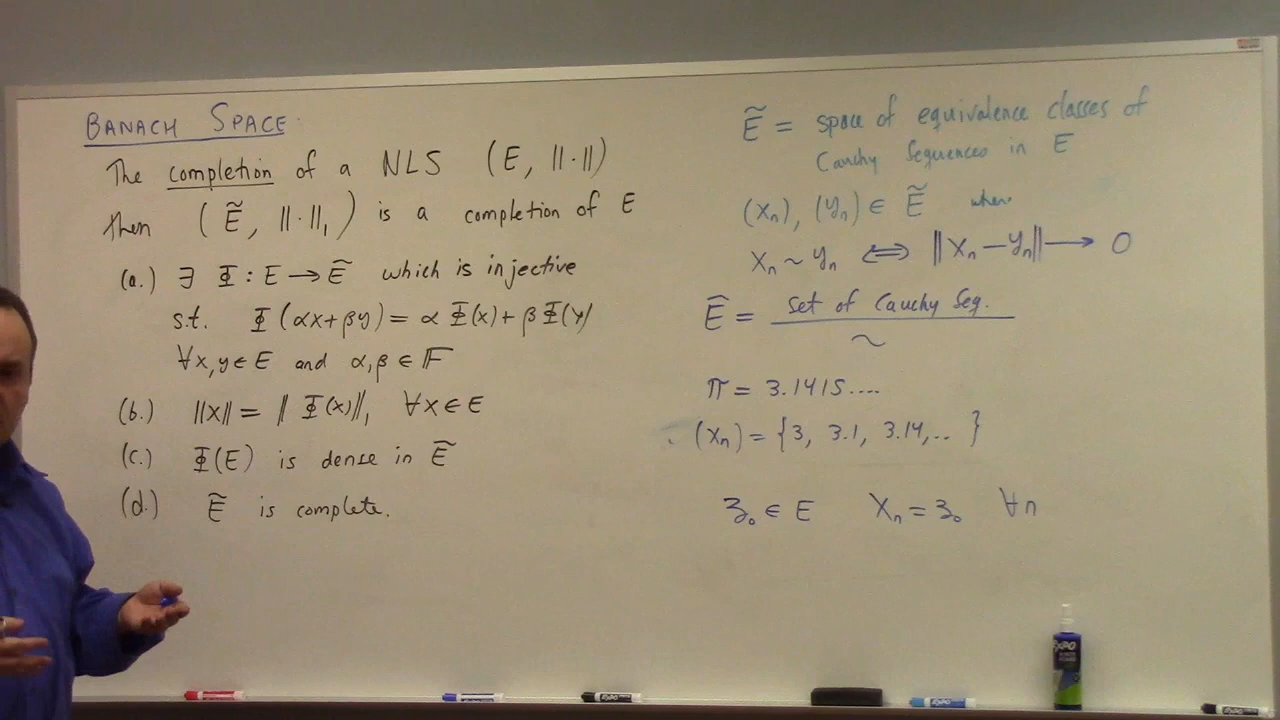 BANACH SPACE:
The completion of a NLS (E, ||·||)
then (Ẽ, ||·||₁) is a completion of E
(a.) ∃ Φ : E → Ẽ which is injective
s.t. Φ(αx+βy) = α Φ(x) + β Φ(y)
∀x,y ∈ E and α,β ∈ F
(b.) ||x|| = || Φ(x)||, ∀x ∈ E
(c.) Φ(E) is dense in Ẽ
(d.) Ẽ is complete.
Ẽ = space of equivalence classes of
Cauchy Sequences in E
(xₙ), (yₙ) ∈ Ẽ when
xₙ ~ yₙ ⟺ ||xₙ − yₙ|| → 0
Ẽ = set of Cauchy Seq.
~
π = 3.1415....
(xₙ) = {3, 3.1, 3.14,.. }
z₀ ∈ E xₙ = z₀ ∀n
EXPO